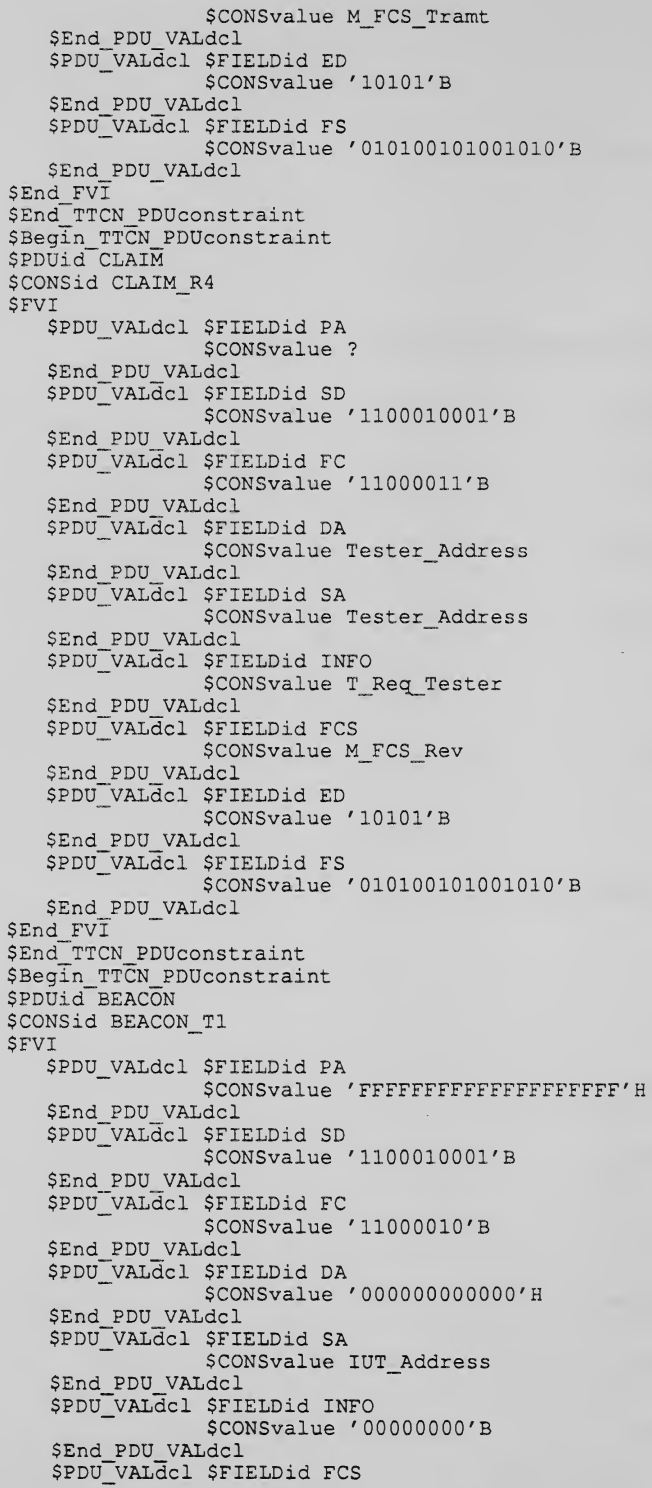 $CONSvalue M_FCS_Tramt
$End_PDU_VALdcl
$PDU_VALdcl $FIELDid ED
$CONSvalue '10101'B
$End_PDU_VALdcl
$PDU_VALdcl $FIELDid FS
$CONSvalue '010100101001010'B
$End_PDU_VALdcl
$End_FVI
$End_TTCN_PDUconstraint
$Begin_TTCN_PDUconstraint
$PDUid CLAIM
$CONSid CLAIM_R4
$FVI
$PDU_VALdcl $FIELDid PA
$CONSvalue ?
$End_PDU_VALdcl
$PDU_VALdcl $FIELDid SD
$CONSvalue '1100010001'B
$End_PDU_VALdcl
$PDU_VALdcl $FIELDid FC
$CONSvalue '11000011'B
$End_PDU_VALdcl
$PDU_VALdcl $FIELDid DA
$CONSvalue Tester_Address
$End_PDU_VALdcl
$PDU_VALdcl $FIELDid SA
$CONSvalue Tester_Address
$End_PDU_VALdcl
$PDU_VALdcl $FIELDid INFO
$CONSvalue T_Req_Tester
$End_PDU_VALdcl
$PDU_VALdcl $FIELDid FCS
$CONSvalue M_FCS_Rev
$End_PDU_VALdcl
$PDU_VALdcl $FIELDid ED
$CONSvalue '10101'B
$End_PDU_VALdcl
$PDU_VALdcl $FIELDid FS
$CONSvalue '010100101001010'B
$End_PDU_VALdcl
$End_FVI
$End_TTCN_PDUconstraint
$Begin_TTCN_PDUconstraint
$PDUid BEACON
$CONSid BEACON_T1
$FVI
$PDU_VALdcl $FIELDid PA
$CONSvalue 'FFFFFFFFFFFFFFFFFFFF'H
$End_PDU_VALdcl
$PDU_VALdcl $FIELDid SD
$CONSvalue '1100010001'B
$End_PDU_VALdcl
$PDU_VALdcl $FIELDid FC
$CONSvalue '11000010'B
$End_PDU_VALdcl
$PDU_VALdcl $FIELDid DA
$CONSvalue '000000000000'H
$End_PDU_VALdcl
$PDU_VALdcl $FIELDid SA
$CONSvalue IUT_Address
$End_PDU_VALdcl
$PDU_VALdcl $FIELDid INFO
$CONSvalue '00000000'B
$End_PDU_VALdcl
$PDU_VALdcl $FIELDid FCS